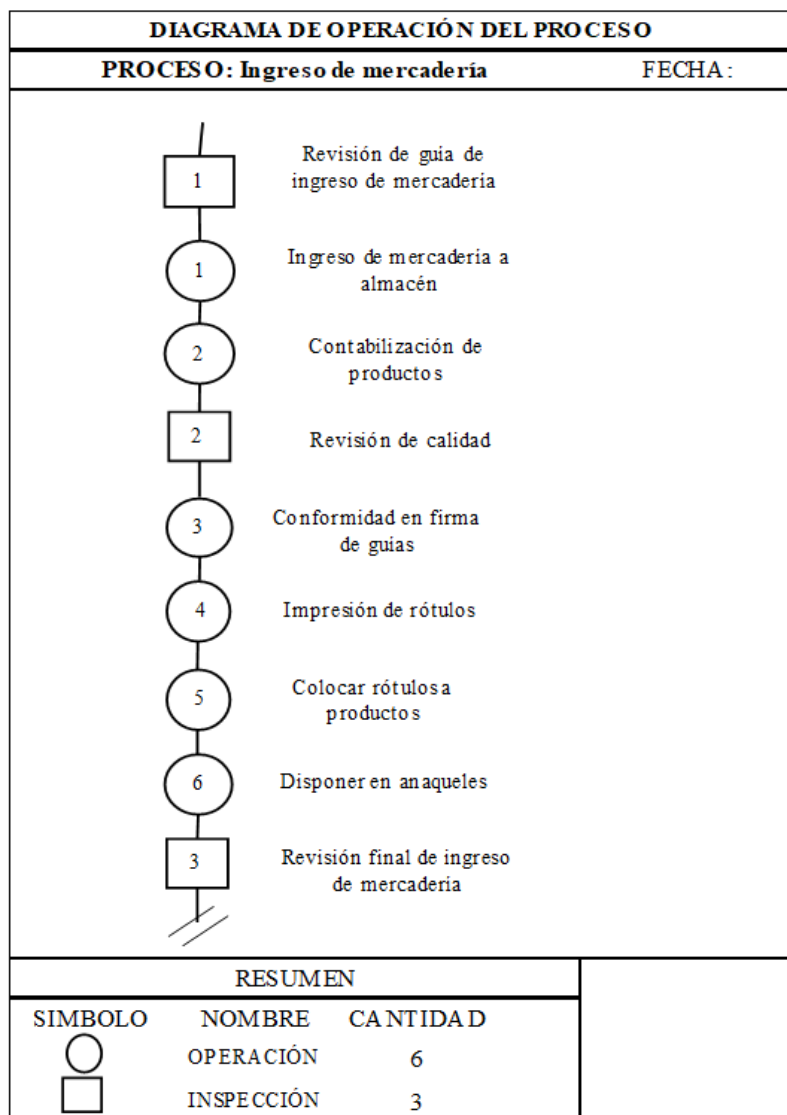 DIAGRAMA DE OPERACIÓN DEL PROCESO
PROCESO: Ingreso de mercadería FECHA:
1 Revisión de guía de
ingreso de mercadería
1 Ingreso de mercadería a
almacén
2 Contabilización de
productos
2 Revisión de calidad
3 Conformidad en firma
de guías
4 Impresión de rótulos
5 Colocar rótulos a
productos
6 Disponer en anaqueles
3 Revisión final de ingreso
de mercadería
RESUMEN
SIMBOLO NOMBRE CANTIDAD
OPERACIÓN 6
INSPECCIÓN 3